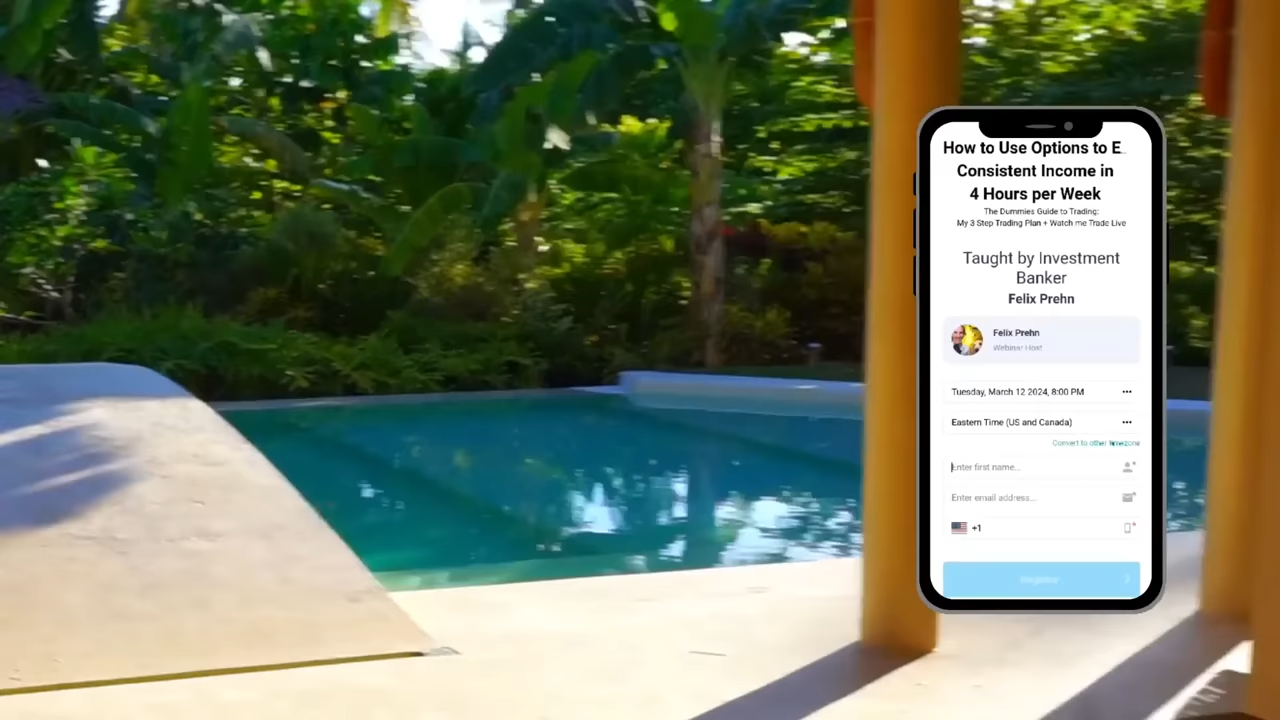 How to Use Options to E..
Consistent Income in
4 Hours per Week
The Dummies Guide to Trading:
My 3 Step Trading Plan + Watch me Trade Live
Taught by Investment
Banker
Felix Prehn
Felix Prehn
Webinar Host
Tuesday, March 12 2024, 8:00 PM
Eastern Time (US and Canada)
Convert to other timezone
Enter first name...
Enter email address...
+1
Register